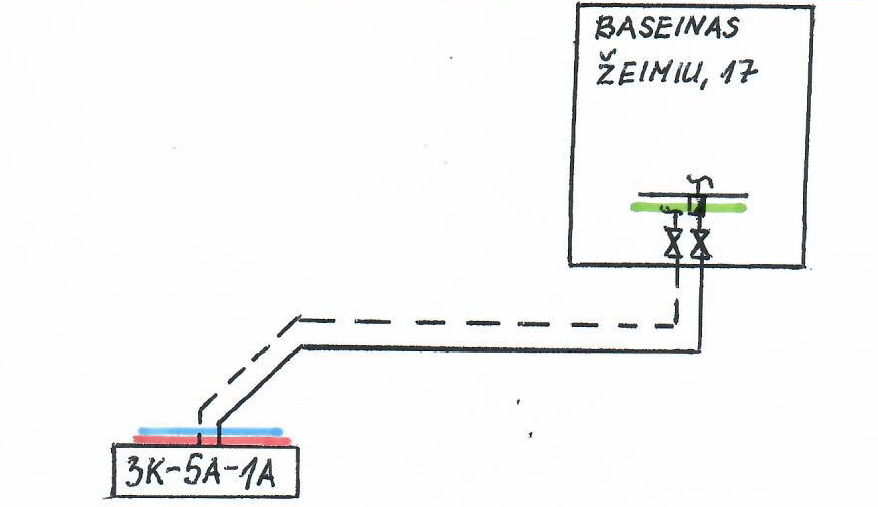 BASEINAS
ŽEIMIU, 17
3K-5A-1A